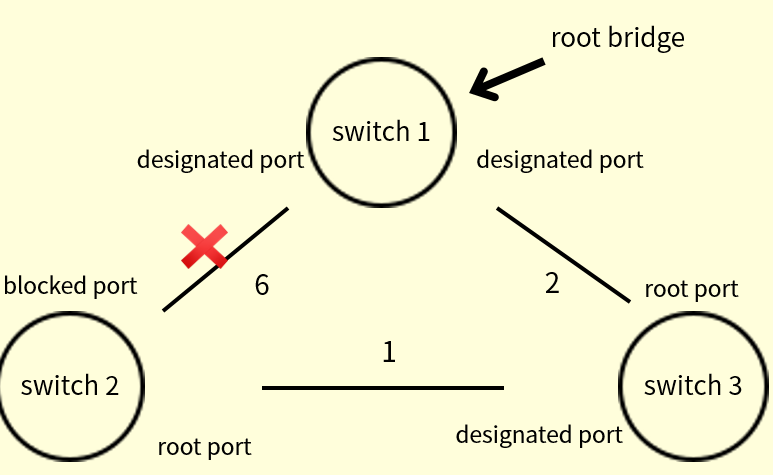 root bridge
switch 1
designated port
designated port
blocked port
6
2
root port
1
switch 2
switch 3
root port
designated port